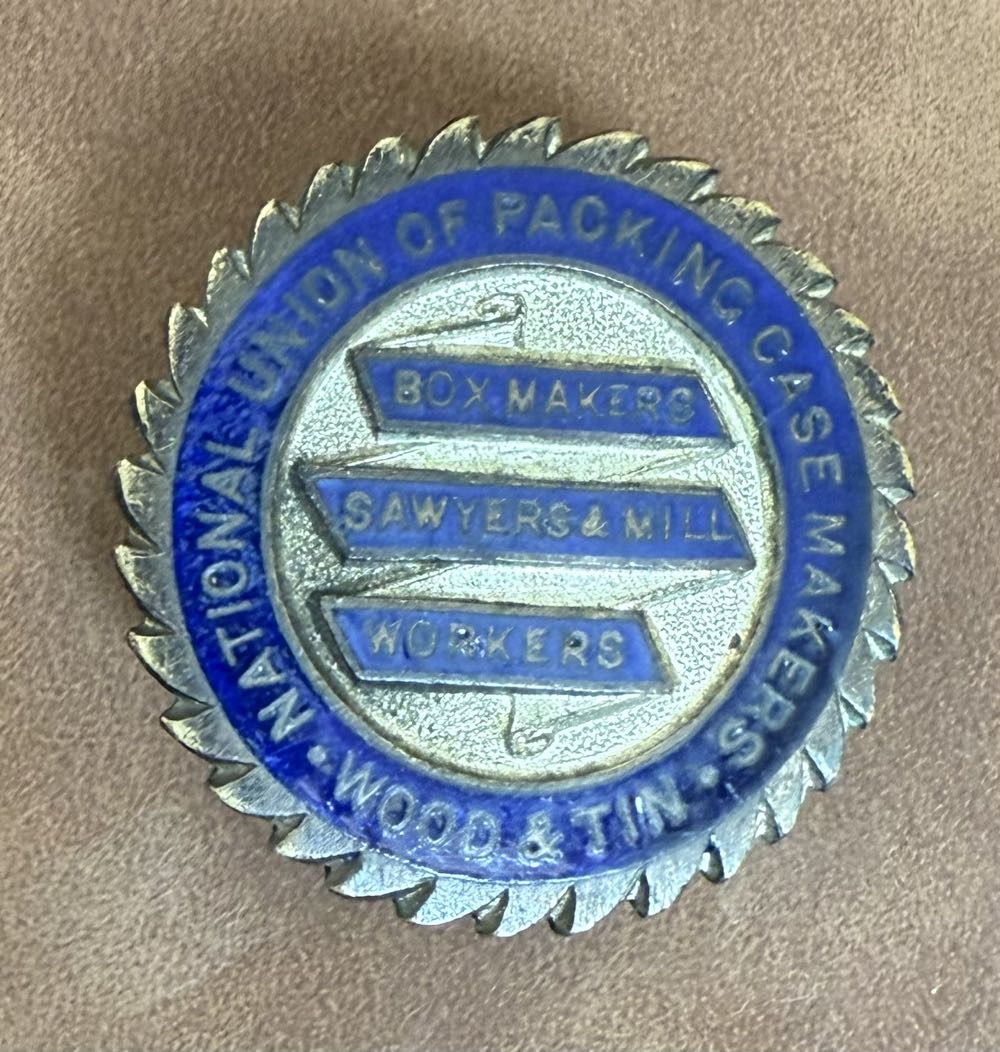 NATIONAL UNION OF PACKING CASE MAKERS
• WOOD & TIN •
BOX MAKERS
SAWYERS & MILL
WORKERS